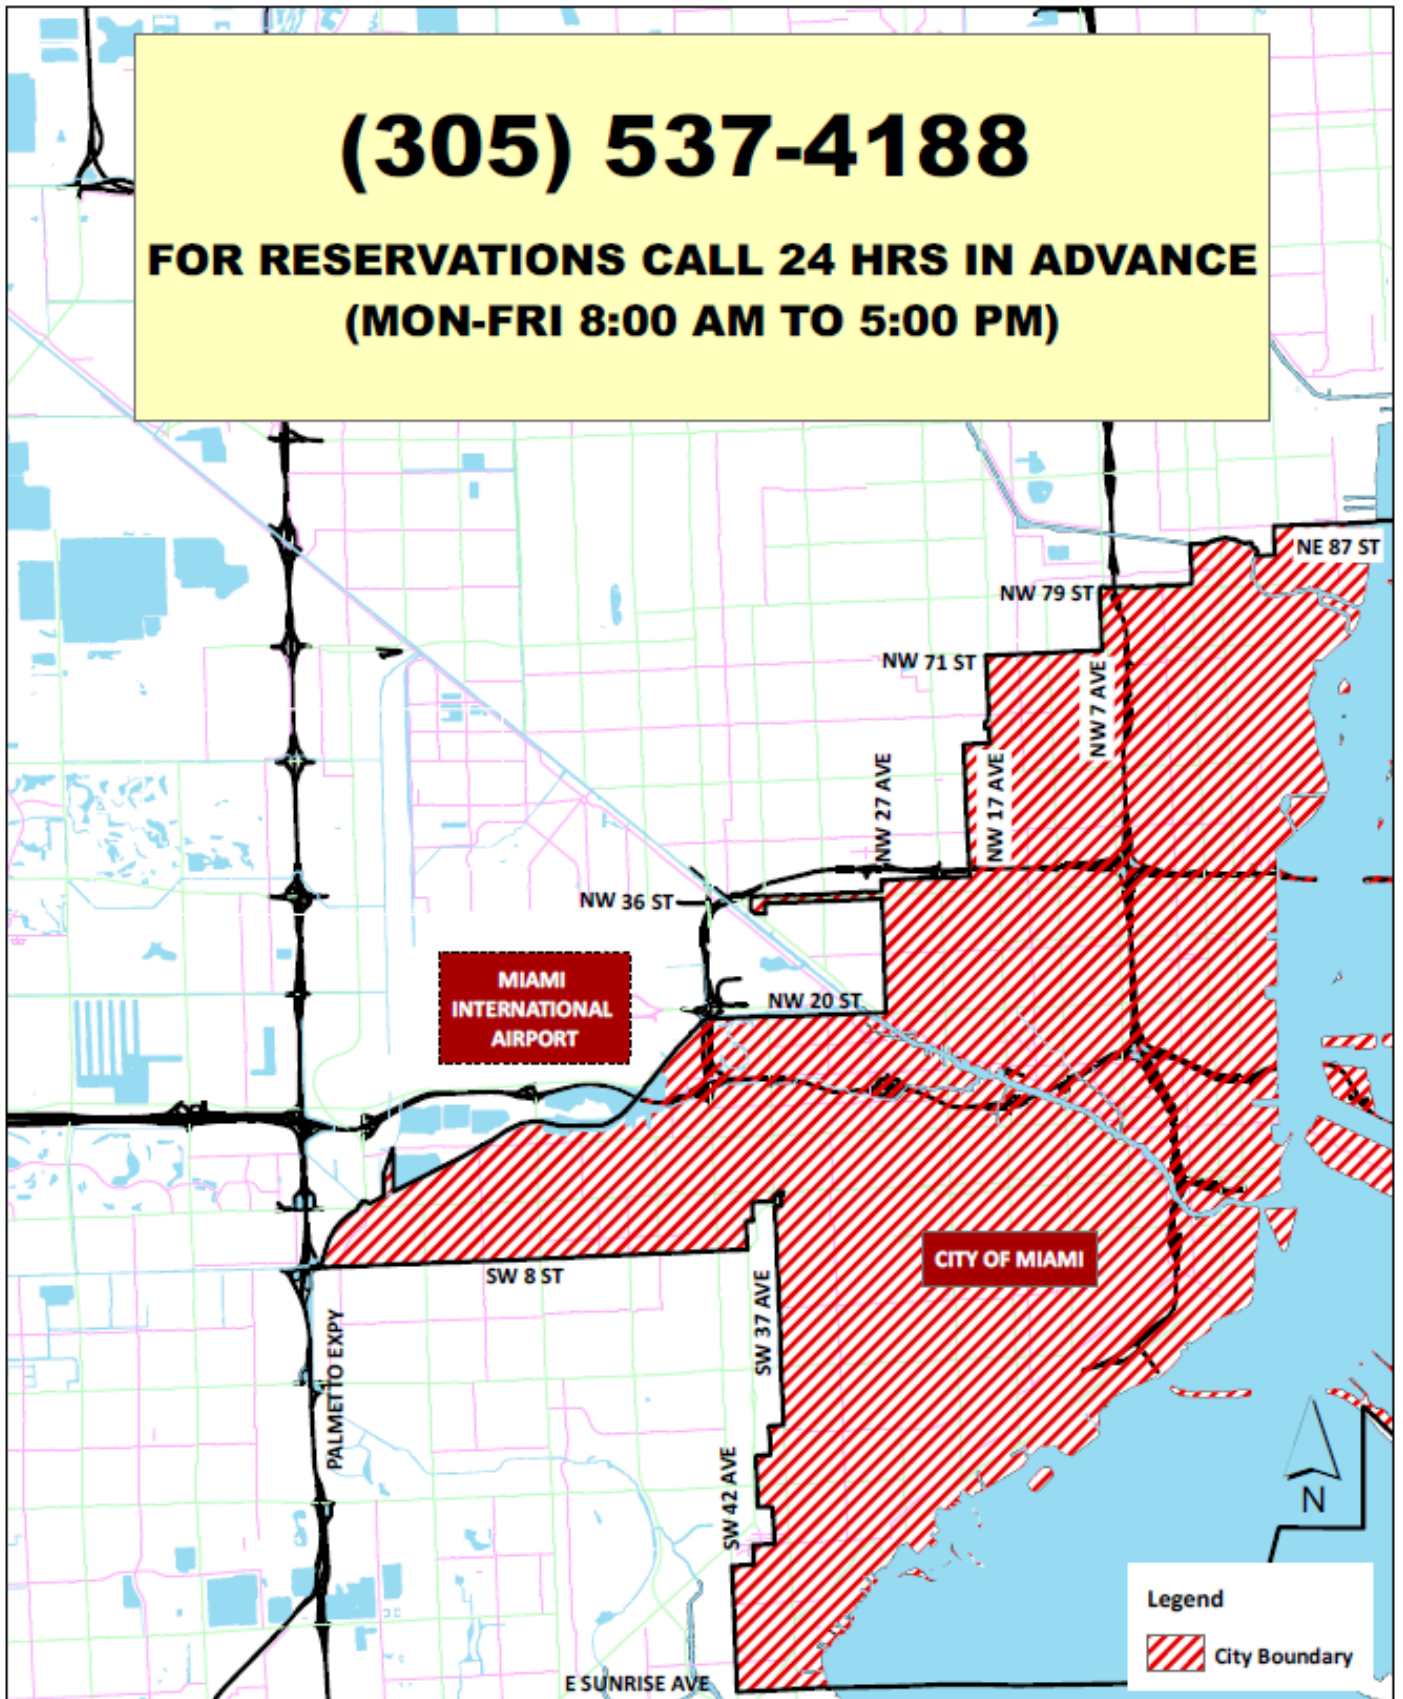 (305) 537-4188
FOR RESERVATIONS CALL 24 HRS IN ADVANCE
(MON-FRI 8:00 AM TO 5:00 PM)
NE 87 ST
NW 79 ST
NW 71 ST
NW 7 AVE
NW 27 AVE
NW 17 AVE
NW 36 ST
MIAMI
INTERNATIONAL
AIRPORT
NW 20 ST
CITY OF MIAMI
SW 8 ST
SW 37 AVE
PALMETTO EXPY
SW 42 AVE
N
Legend
City Boundary
E SUNRISE AVE